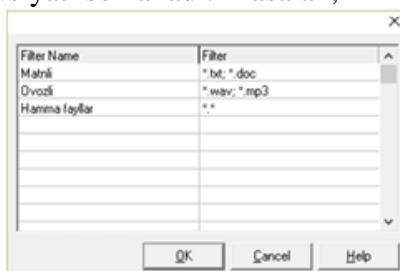 Filter Name Filter
Matnli *.txt; *.doc
Ovozli *.wav; *.mp3
Hamma fayllar *.*
OK Cancel Help